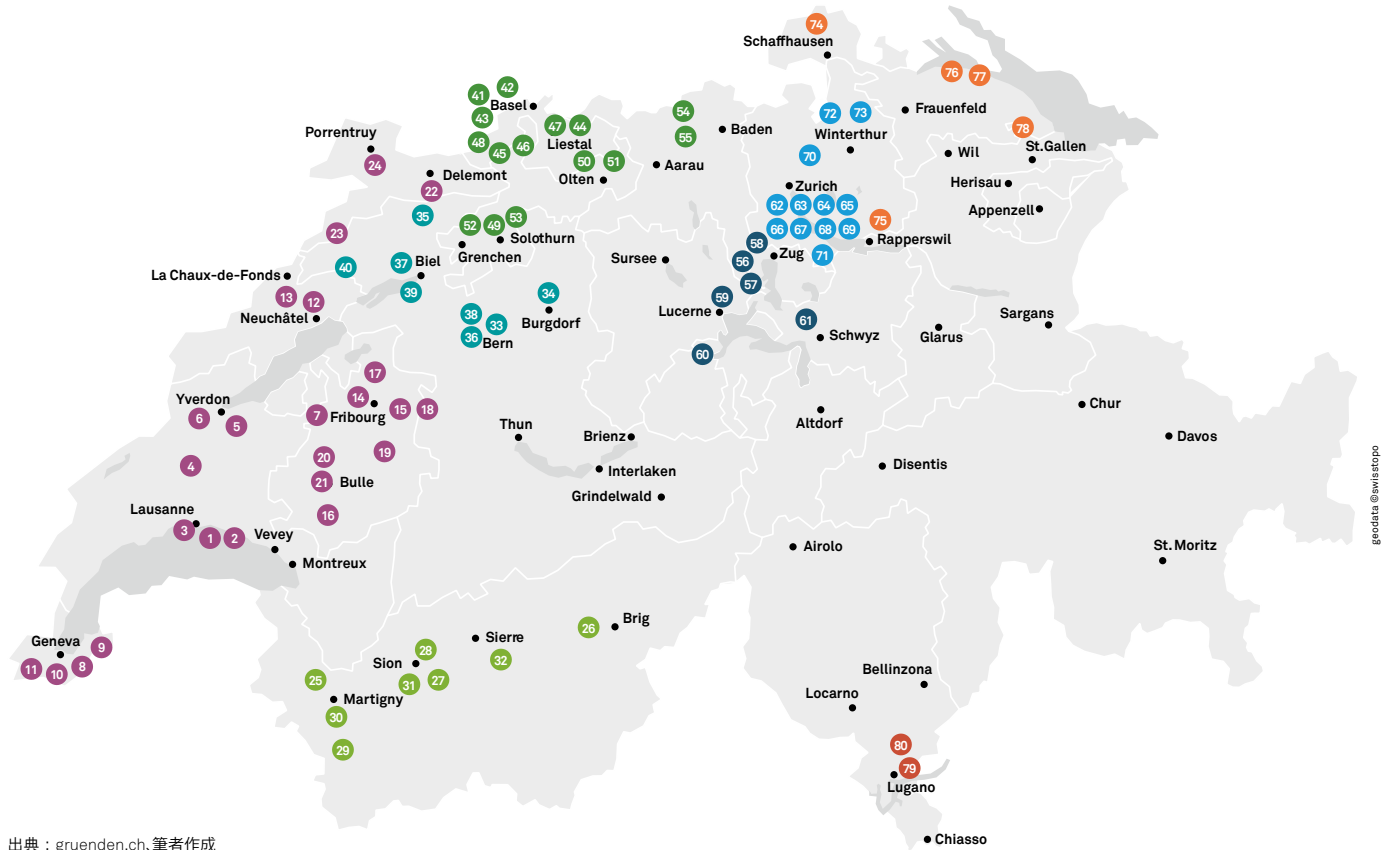 74
Schaffhausen
76
77
42
41
Basel
43
54
72
73
Frauenfeld
Porrentruy
47
44
Baden
Winterthur
78
48
45
46
Liestal
55
St.Gallen
24
50
51
Aarau
70
Wil
Delemont
Olten
Zurich
Herisau
22
62
63
64
65
Appenzell
35
52
49
53
75
23
66
67
68
69
Solothurn
58
Rapperswil
Grenchen
Sursee
56
Zug
71
40
37
Biel
La Chaux-de-Fonds
57
39
34
59
13
12
38
Lucerne
61
Sargans
Neuchâtel
33
Burgdorf
36
Bern
Schwyz
Glarus
60
17
14
Yverdon
7
15
18
Chur
6
5
Fribourg
Thun
Altdorf
Brienz
Davos
20
19
4
Interlaken
Disentis
21
Bulle
Grindelwald
Lausanne
16
3
1
2
Vevey
Airolo
St. Moritz
Montreux
geodata ©swisstopo
Brig
26
Geneva
9
28
Sierre
11
10
8
Sion
32
Bellinzona
25
31
27
Locarno
Martigny
30
80
29
79
Lugano
Chiasso
出典：gruenden.ch, 筆者作成